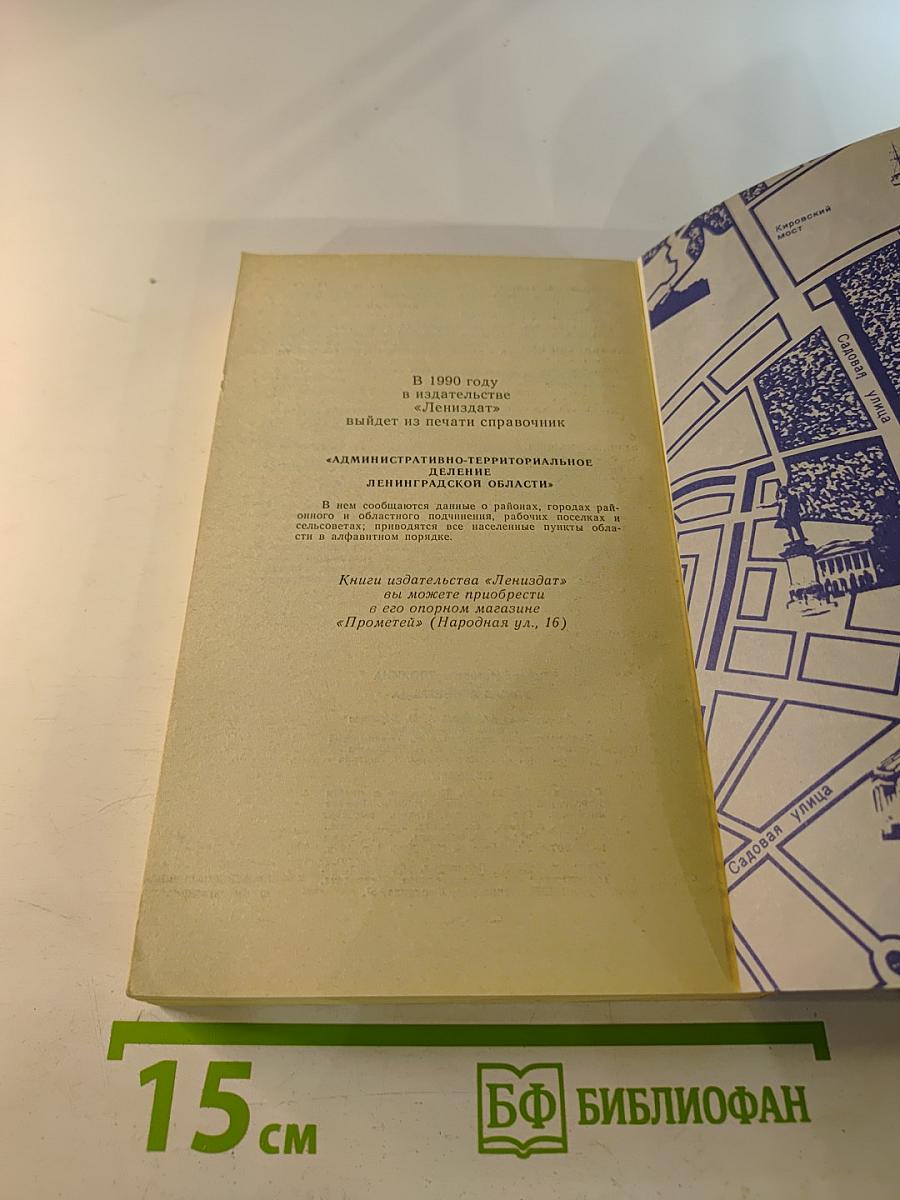 В 1990 году
в издательстве
«Лениздат»
выйдет из печати справочник
«АДМИНИСТРАТИВНО-ТЕРРИТОРИАЛЬНОЕ
ДЕЛЕНИЕ
ЛЕНИНГРАДСКОЙ ОБЛАСТИ»
В нем сообщаются данные о районах, городах рай-
онного и областного подчинения, рабочих поселках и
сельсоветах; приводятся все населенные пункты обла-
сти в алфавитном порядке.
Книги издательства «Лениздат»
вы можете приобрести
в его опорном магазине
«Прометей» (Народная ул., 16)
Кировский
мост
Садовая улица
Садовая улица
15 см
БФ БИБЛИОФАН